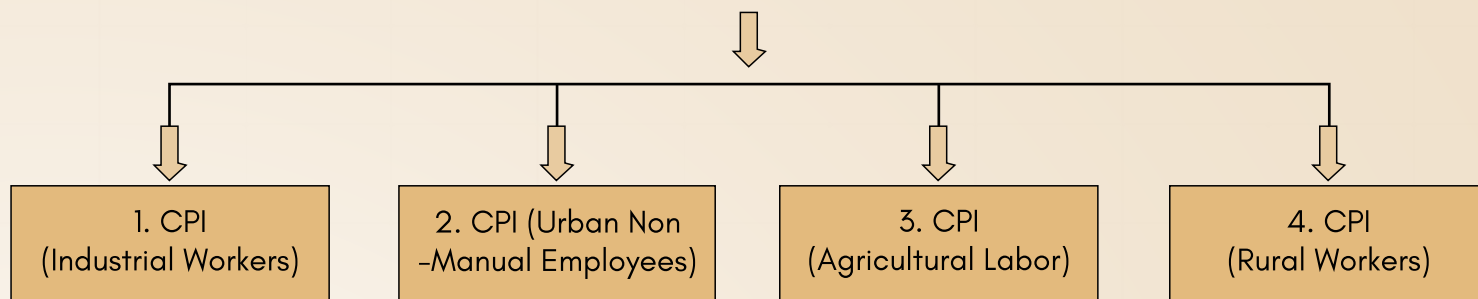 1. CPI
(Industrial Workers)
2. CPI (Urban Non
-Manual Employees)
3. CPI
(Agricultural Labor)
4. CPI
(Rural Workers)